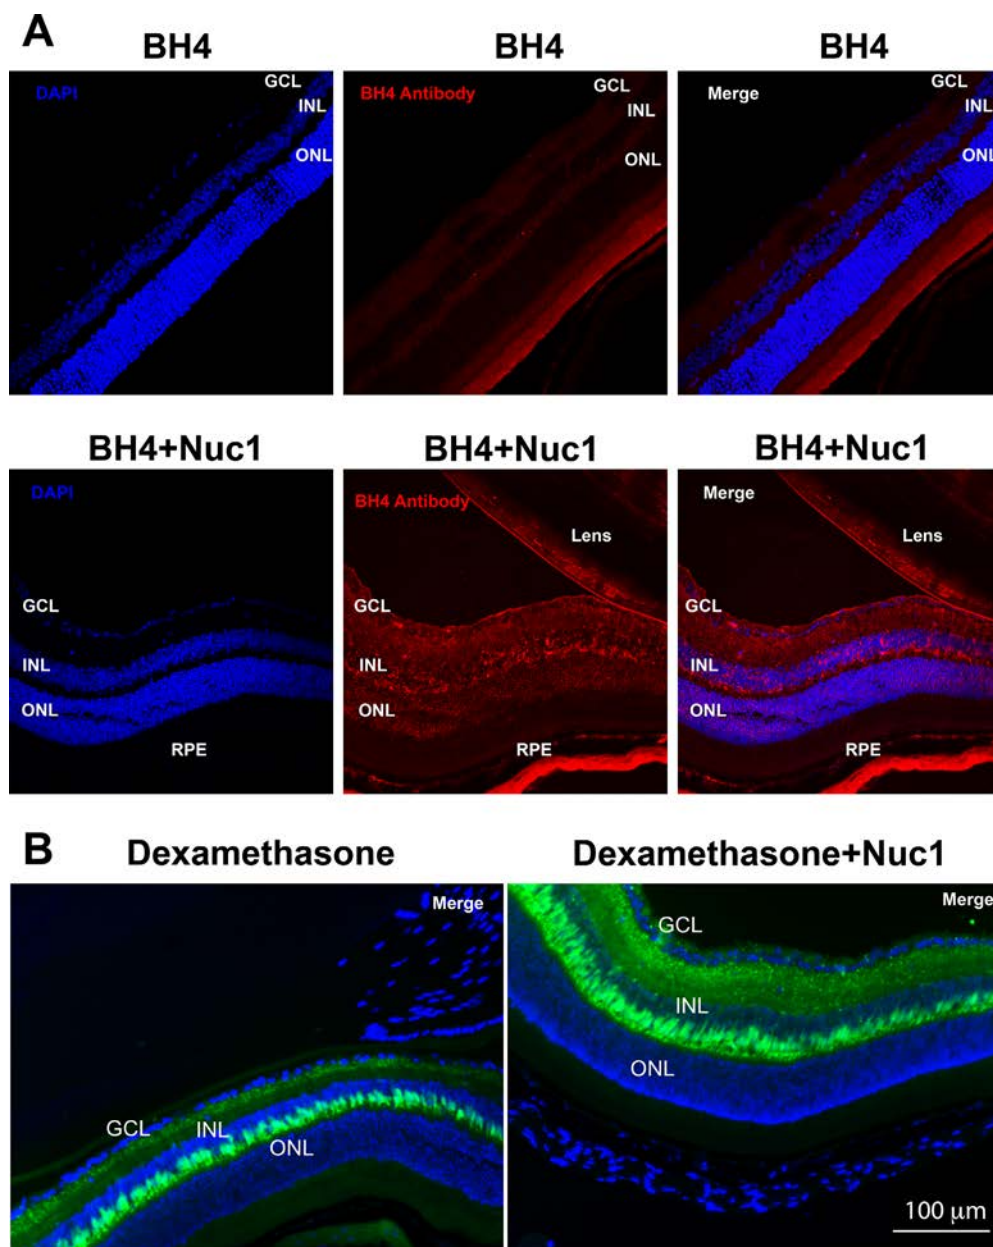 A
BH4
BH4
BH4
DAPI
GCL
INL
ONL
BH4 Antibody
GCL
INL
ONL
Merge
GCL
INL
ONL
BH4+Nuc1
BH4+Nuc1
BH4+Nuc1
DAPI
GCL
INL
ONL
RPE
BH4 Antibody
Lens
GCL
INL
ONL
RPE
Merge
Lens
GCL
INL
ONL
RPE
B
Dexamethasone
Dexamethasone+Nuc1
Merge
GCL
INL
ONL
Merge
GCL
INL
ONL
100 µm